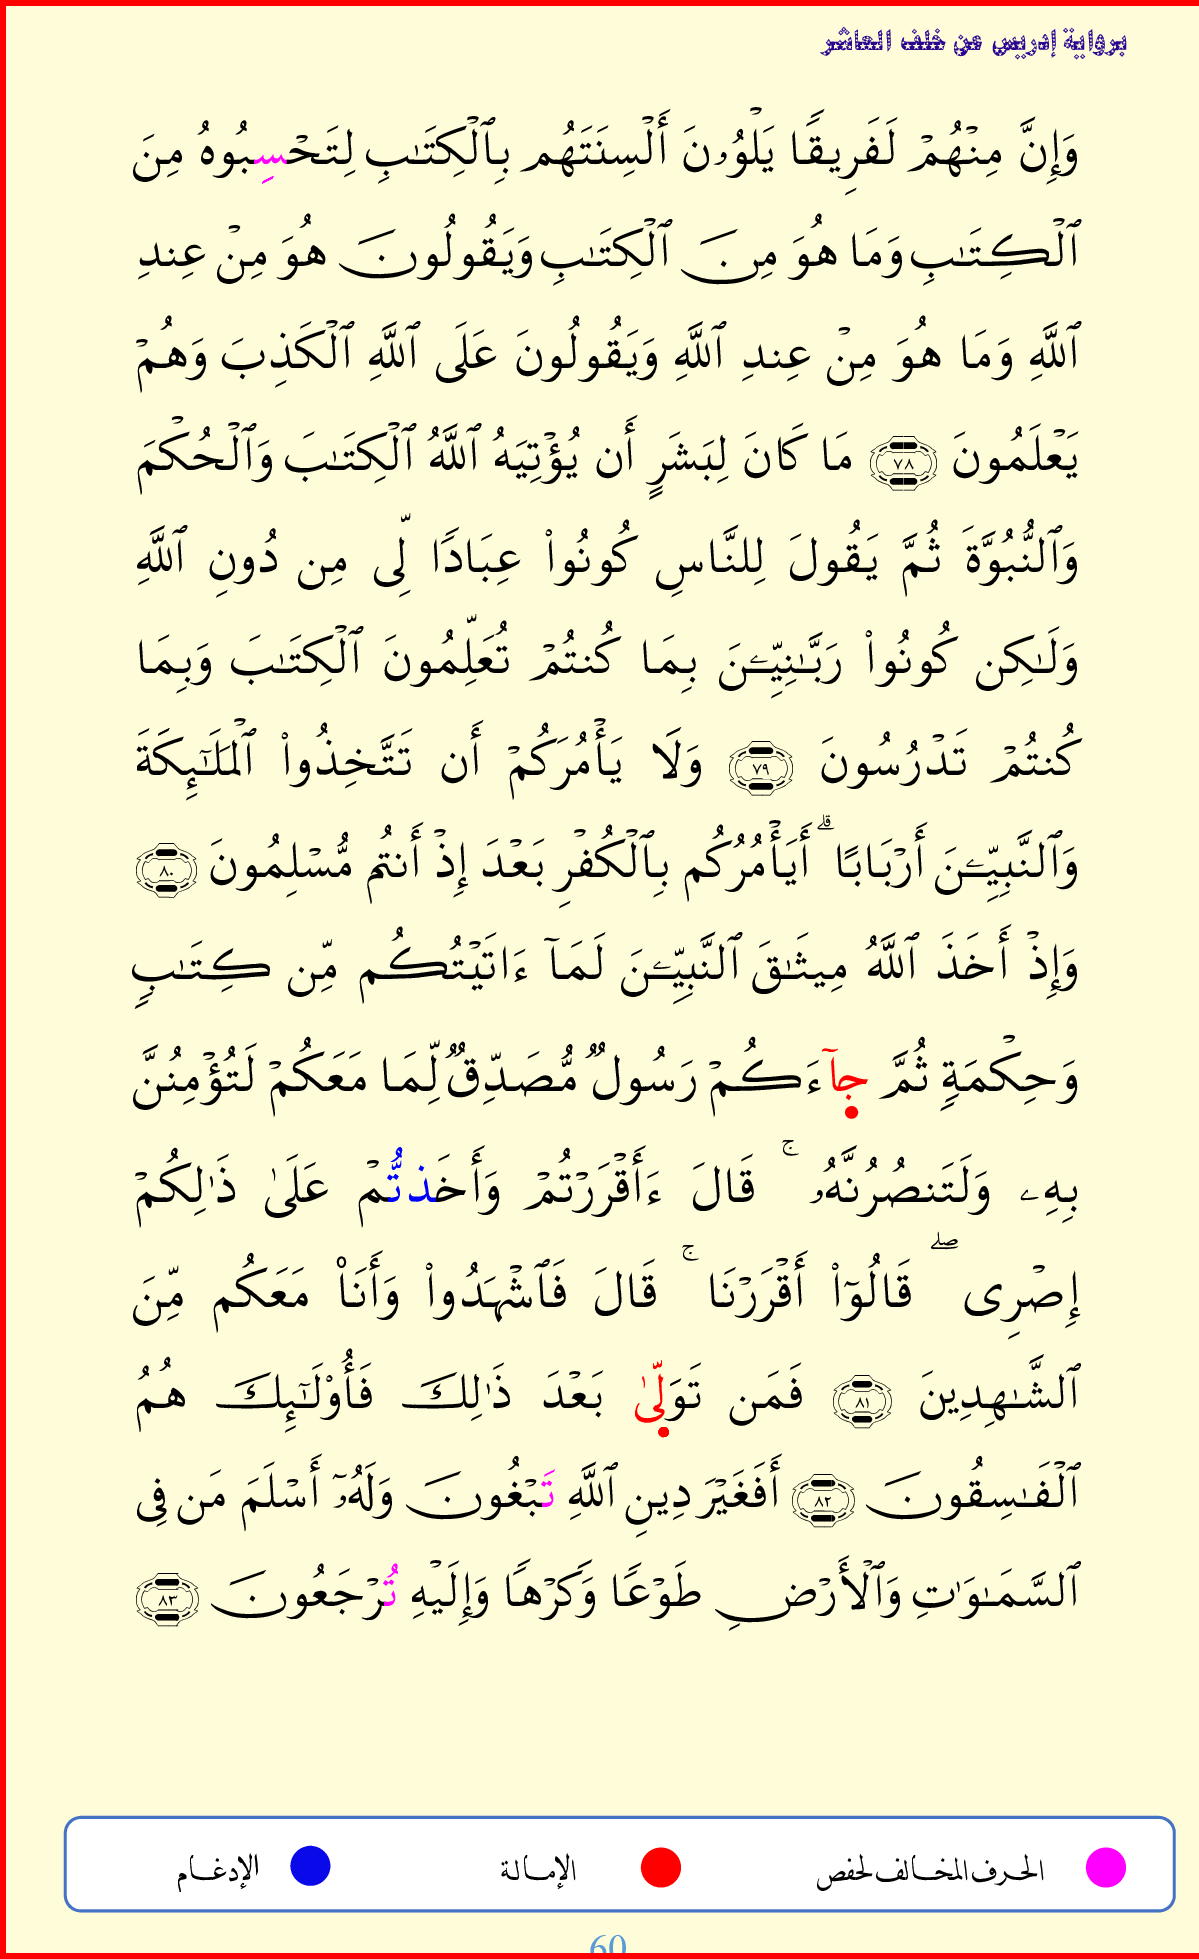 برواية إدريس عن خلف العاشر
وَإِنَّ مِنْهُمْ لَفَرِيقًا يَلْوُۥنَ أَلْسِنَتَهُم بِٱلْكِتَٰبِ لِتَحْسِبُوهُ مِنَ
ٱلْكِتَٰبِ وَمَا هُوَ مِنَ ٱلْكِتَٰبِ وَيَقُولُونَ هُوَ مِنْ عِندِ
ٱللَّهِ وَمَا هُوَ مِنْ عِندِ ٱللَّهِ وَيَقُولُونَ عَلَى ٱللَّهِ ٱلْكَذِبَ وَهُمْ
يَعْلَمُونَ ٧٨ مَا كَانَ لِبَشَرٍ أَن يُؤْتِيَهُ ٱللَّهُ ٱلْكِتَٰبَ وَٱلْحُكْمَ
وَٱلنُّبُوَّةَ ثُمَّ يَقُولَ لِلنَّاسِ كُونُوا۟ عِبَادًا لِّى مِن دُونِ ٱللَّهِ
وَلَٰكِن كُونُوا۟ رَبَّٰنِيِّۦنَ بِمَا كُنتُمْ تُعَلِّمُونَ ٱلْكِتَٰبَ وَبِمَا
كُنتُمْ تَدْرُسُونَ ٧٩ وَلَا يَأْمُرَكُمْ أَن تَتَّخِذُوا۟ ٱلْمَلَٰٓئِكَةَ
وَٱلنَّبِيِّۦنَ أَرْبَابًا ۗ أَيَأْمُرُكُم بِٱلْكُفْرِ بَعْدَ إِذْ أَنتُم مُّسْلِمُونَ ٨٠
وَإِذْ أَخَذَ ٱللَّهُ مِيثَٰقَ ٱلنَّبِيِّۦنَ لَمَآ ءَاتَيْتُكُم مِّن كِتَٰبٍ
وَحِكْمَةٍ ثُمَّ جَآءَكُمْ رَسُولٌ مُّصَدِّقٌ لِّمَا مَعَكُمْ لَتُؤْمِنُنَّ
بِهِۦ وَلَتَنصُرُنَّهُۥ ۚ قَالَ ءَأَقْرَرْتُمْ وَأَخَذتُّمْ عَلَىٰ ذَٰلِكُمْ
إِصْرِى ۖ قَالُوٓا۟ أَقْرَرْنَا ۚ قَالَ فَٱشْهَدُوا۟ وَأَنَا۠ مَعَكُم مِّنَ
ٱلشَّٰهِدِينَ ٨١ فَمَن تَوَلَّىٰ بَعْدَ ذَٰلِكَ فَأُو۟لَٰٓئِكَ هُمُ
ٱلْفَٰسِقُونَ ٨٢ أَفَغَيْرَ دِينِ ٱللَّهِ تَبْغُونَ وَلَهُۥٓ أَسْلَمَ مَن فِى
ٱلسَّمَٰوَٰتِ وَٱلْأَرْضِ طَوْعًا وَكَرْهًا وَإِلَيْهِ تُرْجَعُونَ ٨٣
الحرف المخالف لحفص الإمالة الإدغام
60